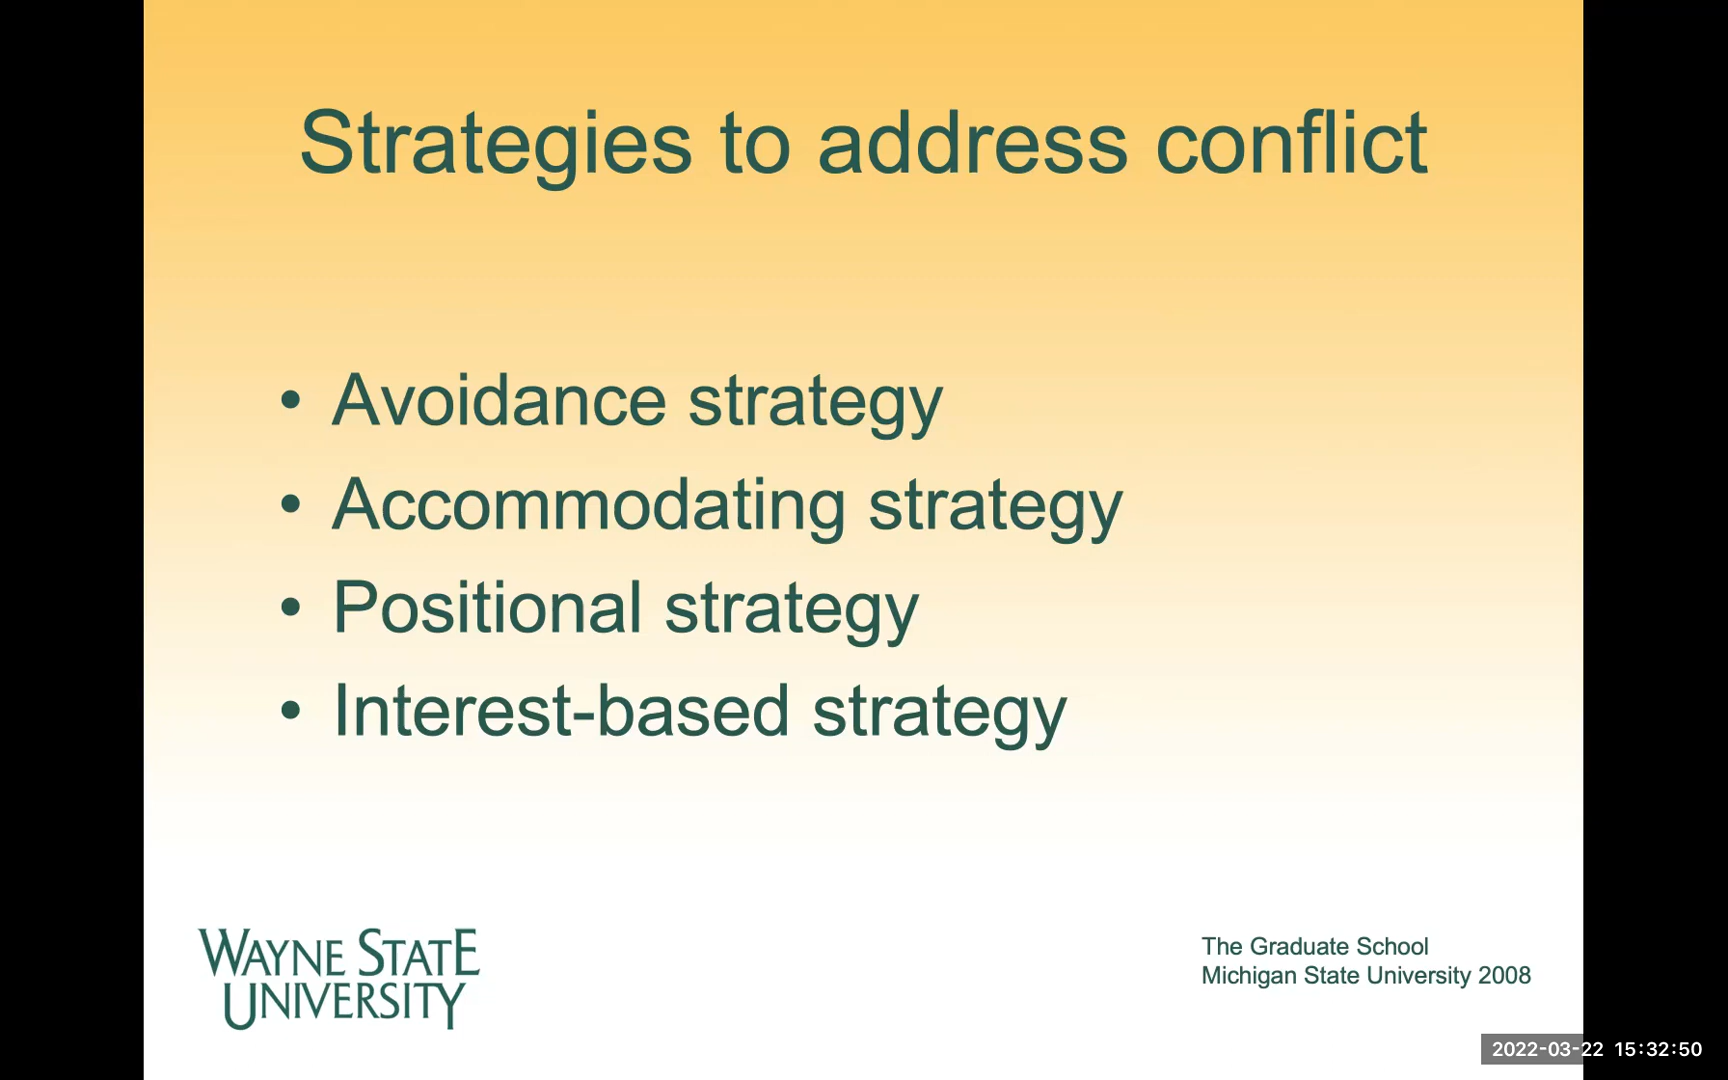 Strategies to address conflict
• Avoidance strategy
• Accommodating strategy
• Positional strategy
• Interest-based strategy
WAYNE STATE
UNIVERSITY
The Graduate School
Michigan State University 2008
2022-03-22 15:32:50